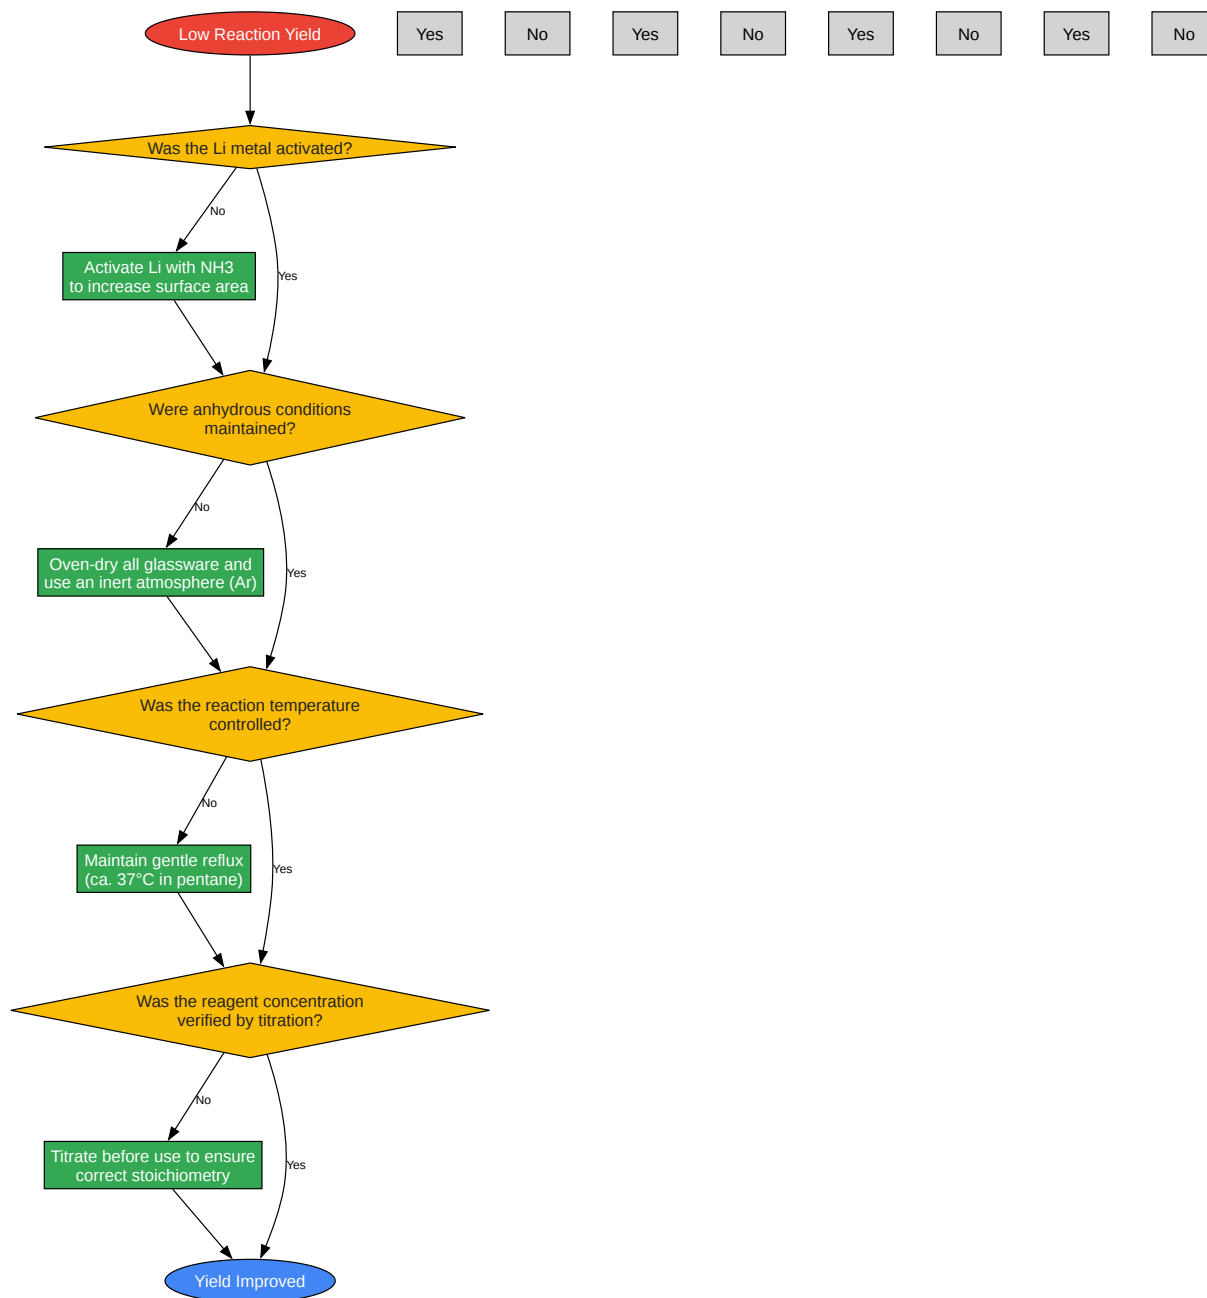 Low Reaction Yield
Yes
No
Yes
No
Yes
No
Yes
No
Was the Li metal activated?
No
Activate Li with NH3
to increase surface area
Yes
Were anhydrous conditions
maintained?
No
Oven-dry all glassware and
use an inert atmosphere (Ar)
Yes
Was the reaction temperature
controlled?
No
Maintain gentle reflux
(ca. 37°C in pentane)
Yes
Was the reagent concentration
verified by titration?
No
Titrate before use to ensure
correct stoichiometry
Yes
Yield Improved